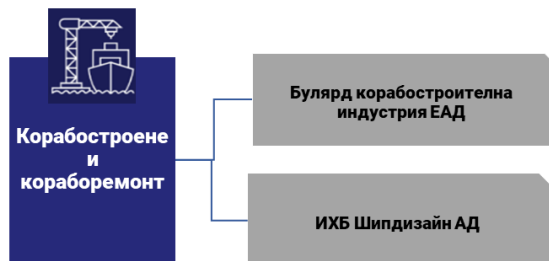 Корабостроене
и
кораборемонт
Булярд корабостроителна
индустрия ЕАД
ИХБ Шипдизайн АД